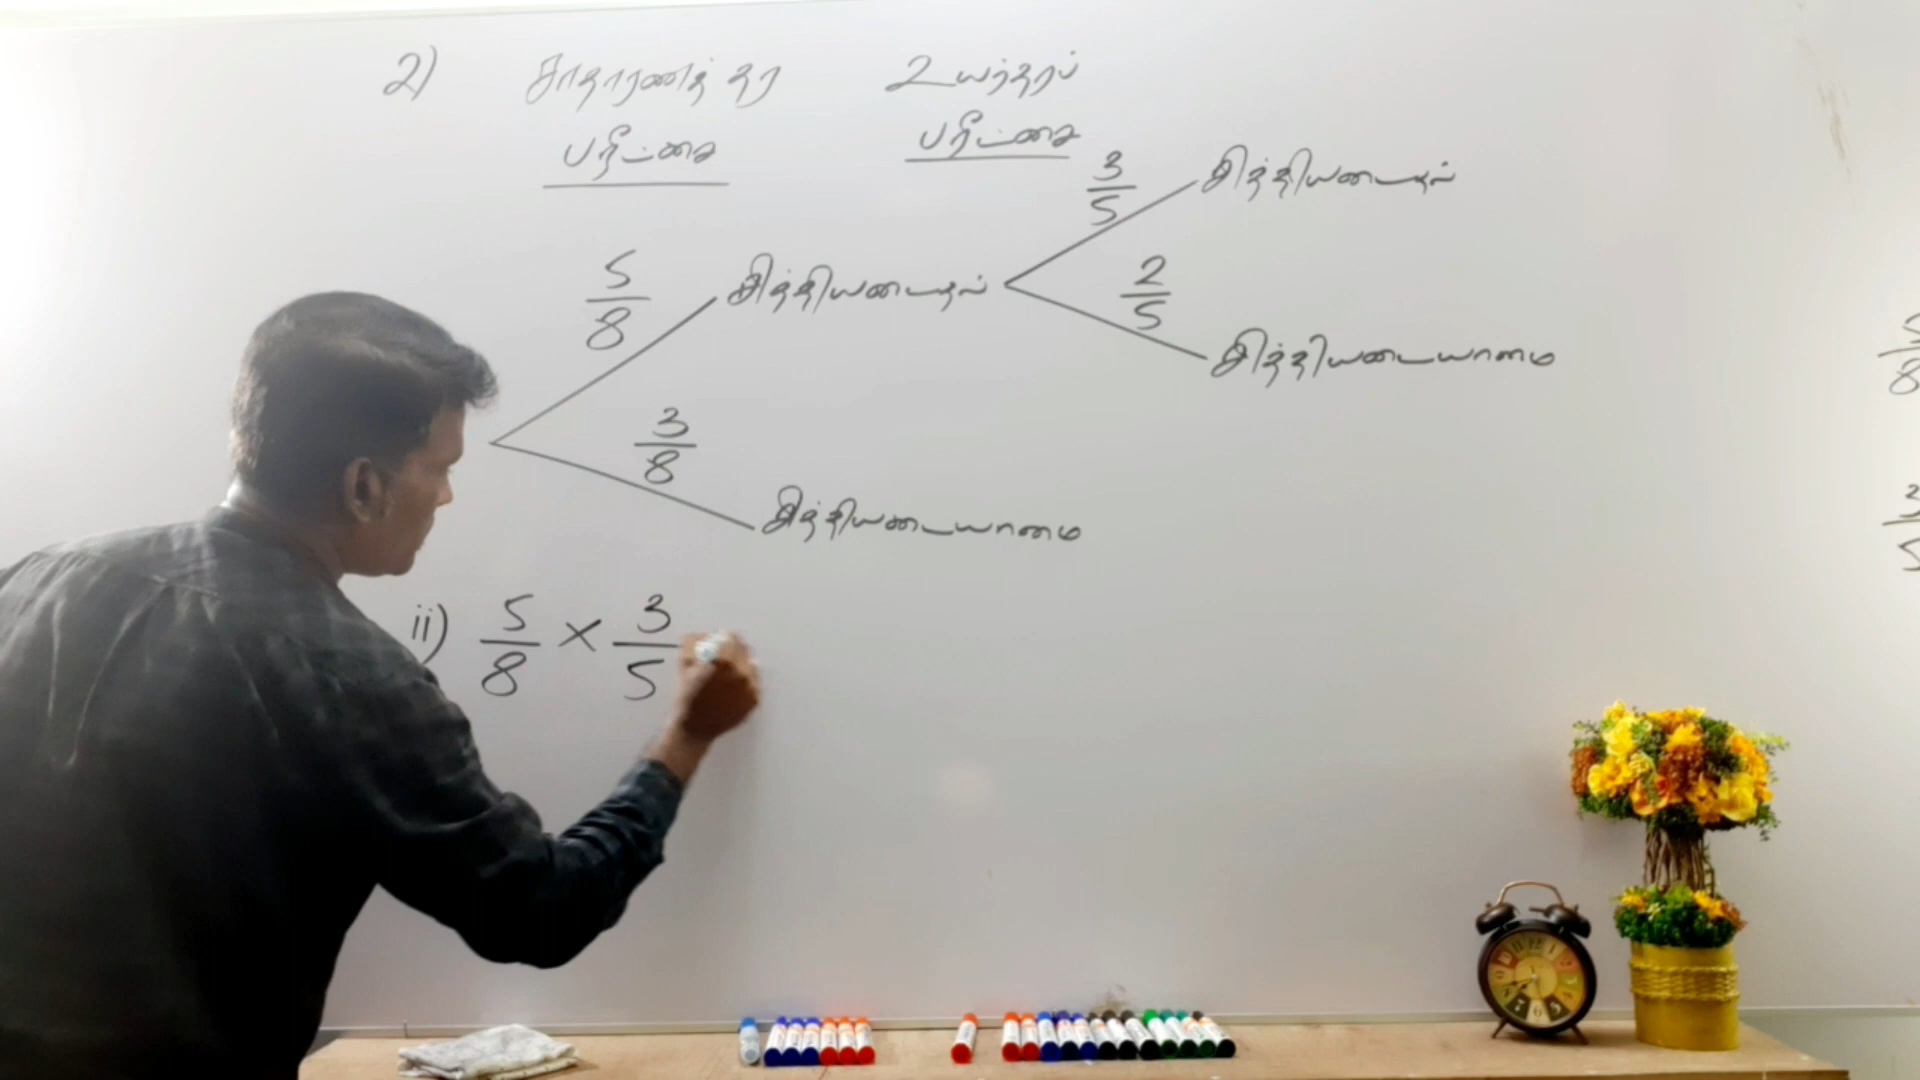 2) சாதாரணத் தர உயர்தரப்
பரீட்சை பரீட்சை
3/5 சித்தியடைதல்
5/8 சித்தியடைதல் 2/5
சித்தியடையாமை
3/8
சித்தியடையாமை
ii) 5/8 × 3/5